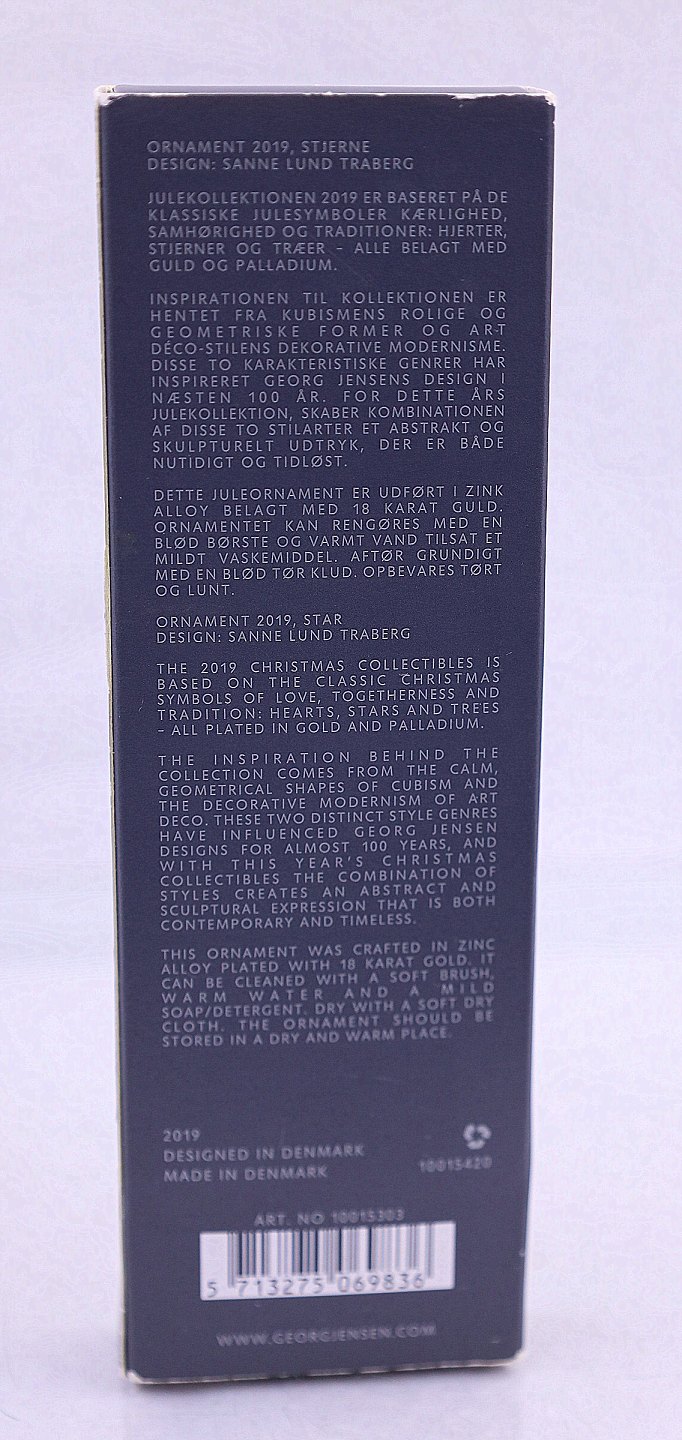 ORNAMENT 2019, STJERNE
DESIGN: SANNE LUND TRABERG
JULEKOLLEKTIONEN 2019 ER BASERET PÅ DE
KLASSISKE JULESYMBOLER KÆRLIGHED,
SAMHØRIGHED OG TRADITIONER: HJERTER,
STJERNER OG TRÆER – ALLE BELAGT MED
GULD OG PALLADIUM.
INSPIRATIONEN TIL KOLLEKTIONEN ER
HENTET FRA KUBISMENS ROLIGE OG
GEOMETRISKE FORMER OG ART
DÉCO-STILENS DEKORATIVE MODERNISME.
DISSE TO KARAKTERISTISKE GENRER HAR
INSPIRERET GEORG JENSENS DESIGN I
NÆSTEN 100 ÅR. FOR DETTE ÅRS
JULEKOLLEKTION, SKABER KOMBINATIONEN
AF DISSE TO STILARTER ET ABSTRAKT OG
SKULPTURELT UDTRYK, DER ER BÅDE
NUTIDIGT OG TIDLØST.
DETTE JULEORNAMENT ER UDFØRT I ZINK
ALLOY BELAGT MED 18 KARAT GULD.
ORNAMENTET KAN RENGØRES MED EN
BLØD BØRSTE OG VARMT VAND TILSAT ET
MILDT VASKEMIDDEL. AFTØR GRUNDIGT
MED EN BLØD TØR KLUD. OPBEVARES TØRT
OG LUNT.
ORNAMENT 2019, STAR
DESIGN: SANNE LUND TRABERG
THE 2019 CHRISTMAS COLLECTIBLES IS
BASED ON THE CLASSIC CHRISTMAS
SYMBOLS OF LOVE, TOGETHERNESS AND
TRADITION: HEARTS, STARS AND TREES
– ALL PLATED IN GOLD AND PALLADIUM.
THE INSPIRATION BEHIND THE
COLLECTION COMES FROM THE CALM,
GEOMETRICAL SHAPES OF CUBISM AND
THE DECORATIVE MODERNISM OF ART
DECO. THESE TWO DISTINCT STYLE GENRES
HAVE INFLUENCED GEORG JENSEN
DESIGNS FOR ALMOST 100 YEARS, AND
WITH THIS YEAR'S CHRISTMAS
COLLECTIBLES THE COMBINATION OF
STYLES CREATES AN ABSTRACT AND
SCULPTURAL EXPRESSION THAT IS BOTH
CONTEMPORARY AND TIMELESS.
THIS ORNAMENT WAS CRAFTED IN ZINC
ALLOY PLATED WITH 18 KARAT GOLD. IT
CAN BE CLEANED WITH A SOFT BRUSH,
WARM WATER AND A MILD
SOAP/DETERGENT. DRY WITH A SOFT DRY
CLOTH. THE ORNAMENT SHOULD BE
STORED IN A DRY AND WARM PLACE.
2019
DESIGNED IN DENMARK
MADE IN DENMARK
10015420
ART. NO 10015303
5 713275 069836
WWW.GEORGJENSEN.COM